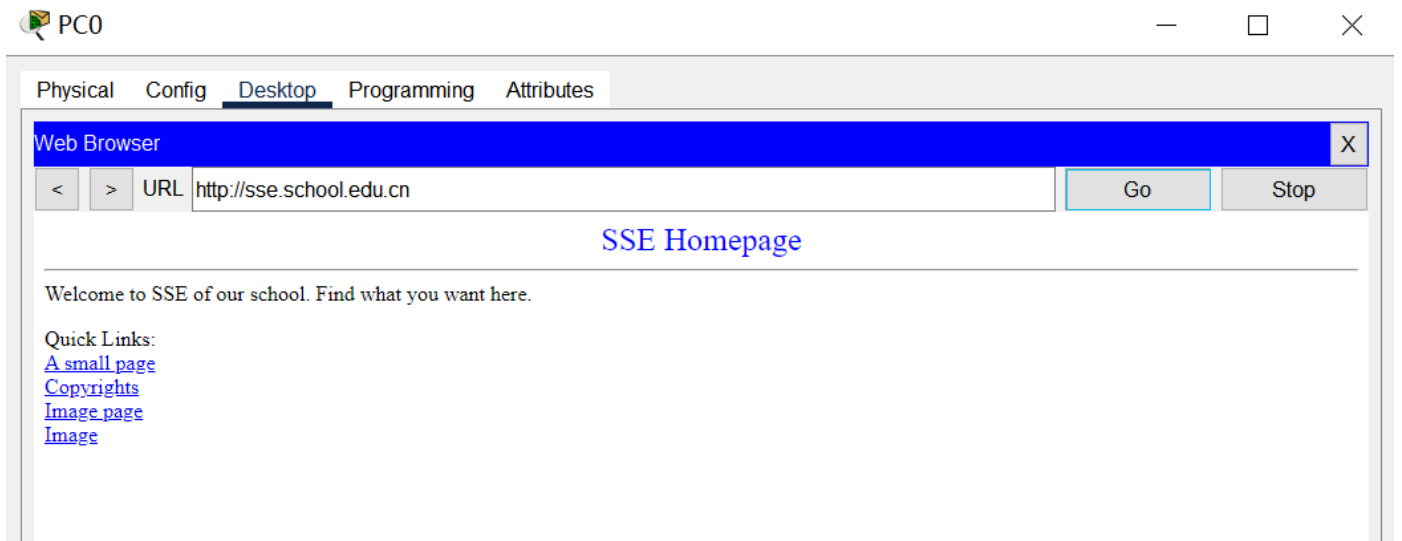 PC0
Physical Config Desktop Programming Attributes
Web Browser X
< > URL http://sse.school.edu.cn Go Stop
SSE Homepage
Welcome to SSE of our school. Find what you want here.
Quick Links:
A small page
Copyrights
Image page
Image